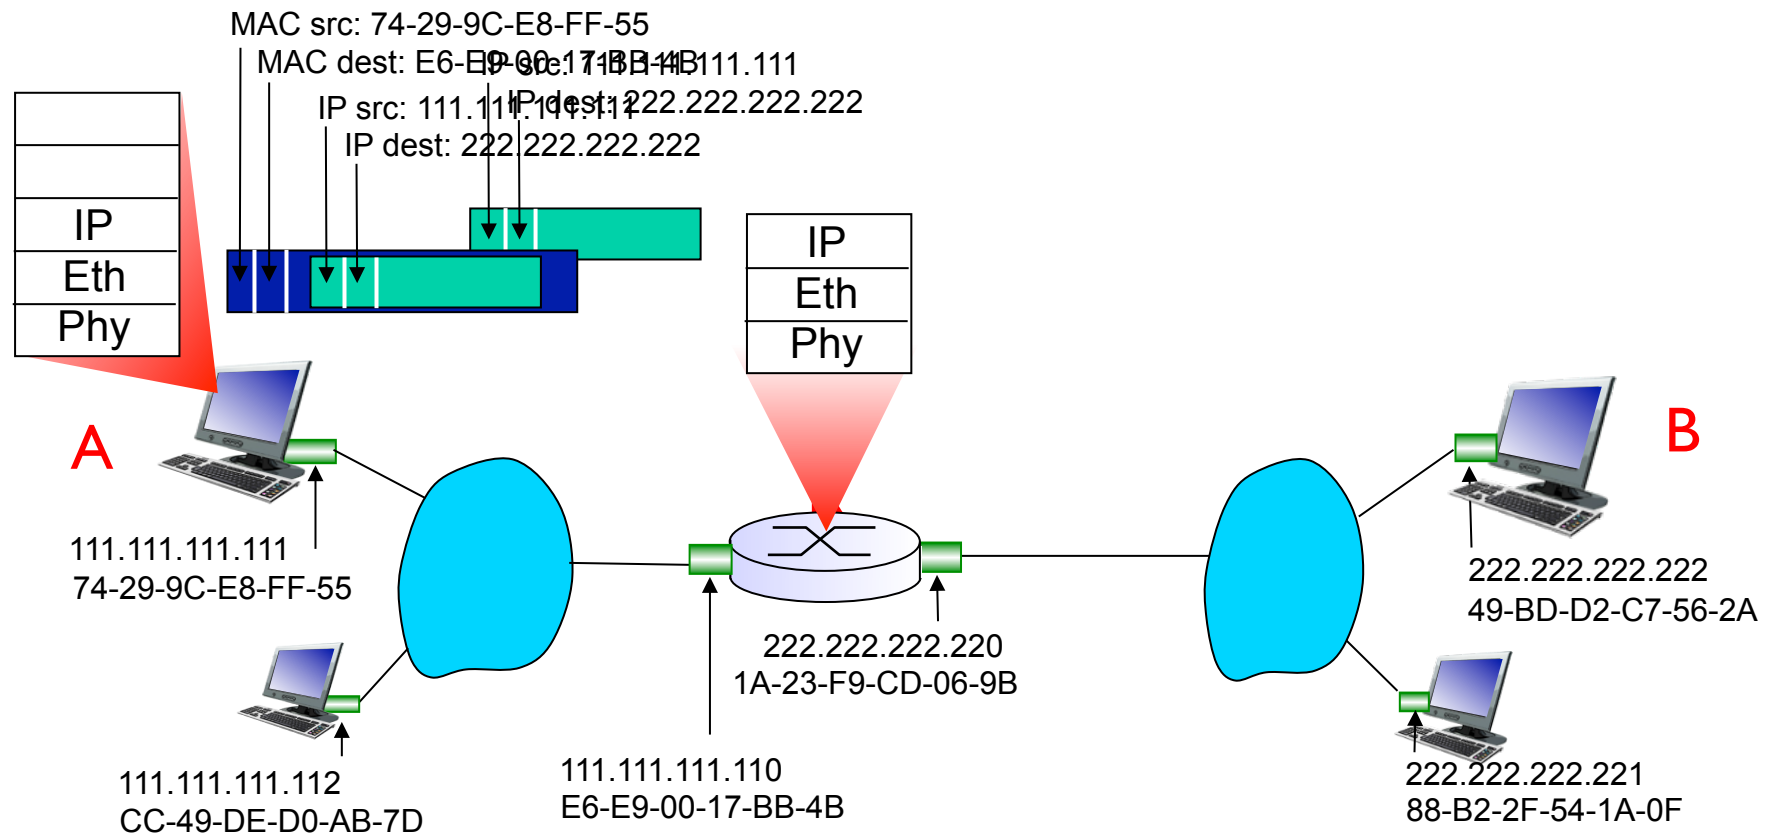 MAC src: 74-29-9C-E8-FF-55
MAC dest: E6-E9-00-17-BB-4B
IP src: 111.111.111.111
IP src: 111.111.111.111
IP dest: 222.222.222.222
IP dest: 222.222.222.222
IP
Eth
Phy
IP
Eth
Phy
A
B
111.111.111.111
74-29-9C-E8-FF-55
222.222.222.222
49-BD-D2-C7-56-2A
222.222.222.220
1A-23-F9-CD-06-9B
111.111.111.112
CC-49-DE-D0-AB-7D
111.111.111.110
E6-E9-00-17-BB-4B
222.222.222.221
88-B2-2F-54-1A-0F